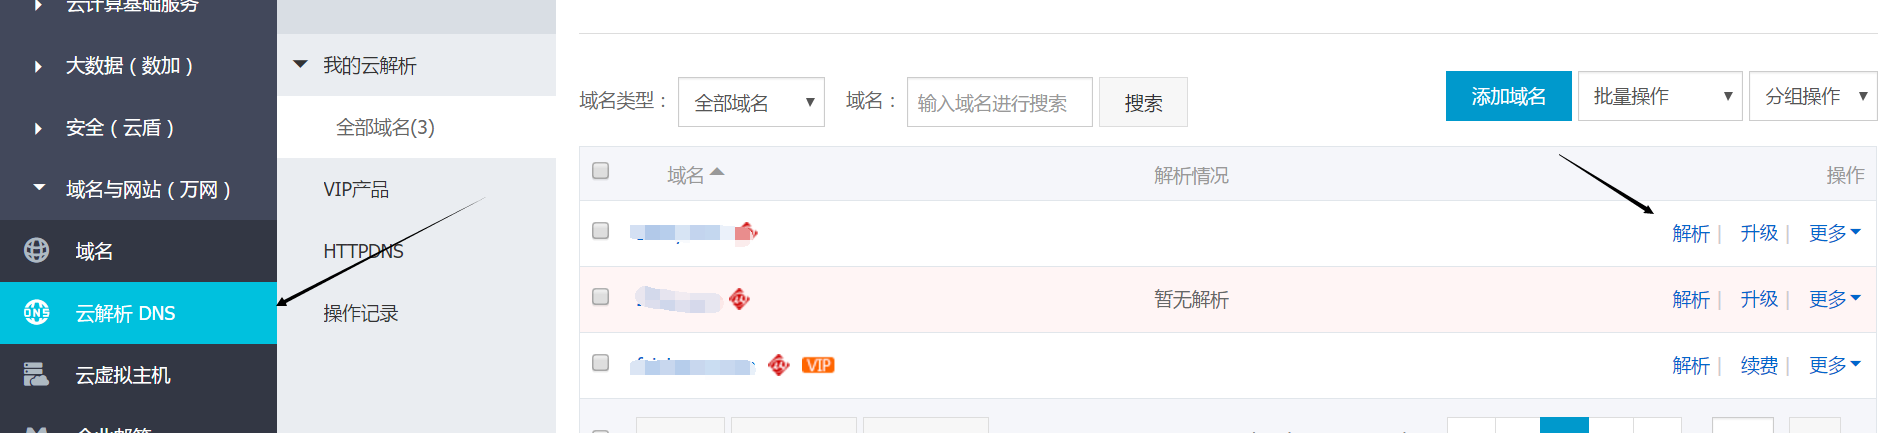 云计算基础服务
大数据（数加）
安全（云盾）
域名与网站（万网）
域名
云解析 DNS
云虚拟主机
我的云解析
全部域名(3)
VIP产品
HTTPDNS
操作记录
域名类型： 全部域名 域名： 输入域名进行搜索 搜索 添加域名 批量操作 分组操作
域名 解析情况 操作
解析 | 升级 | 更多
暂无解析 解析 | 升级 | 更多
VIP 解析 | 续费 | 更多